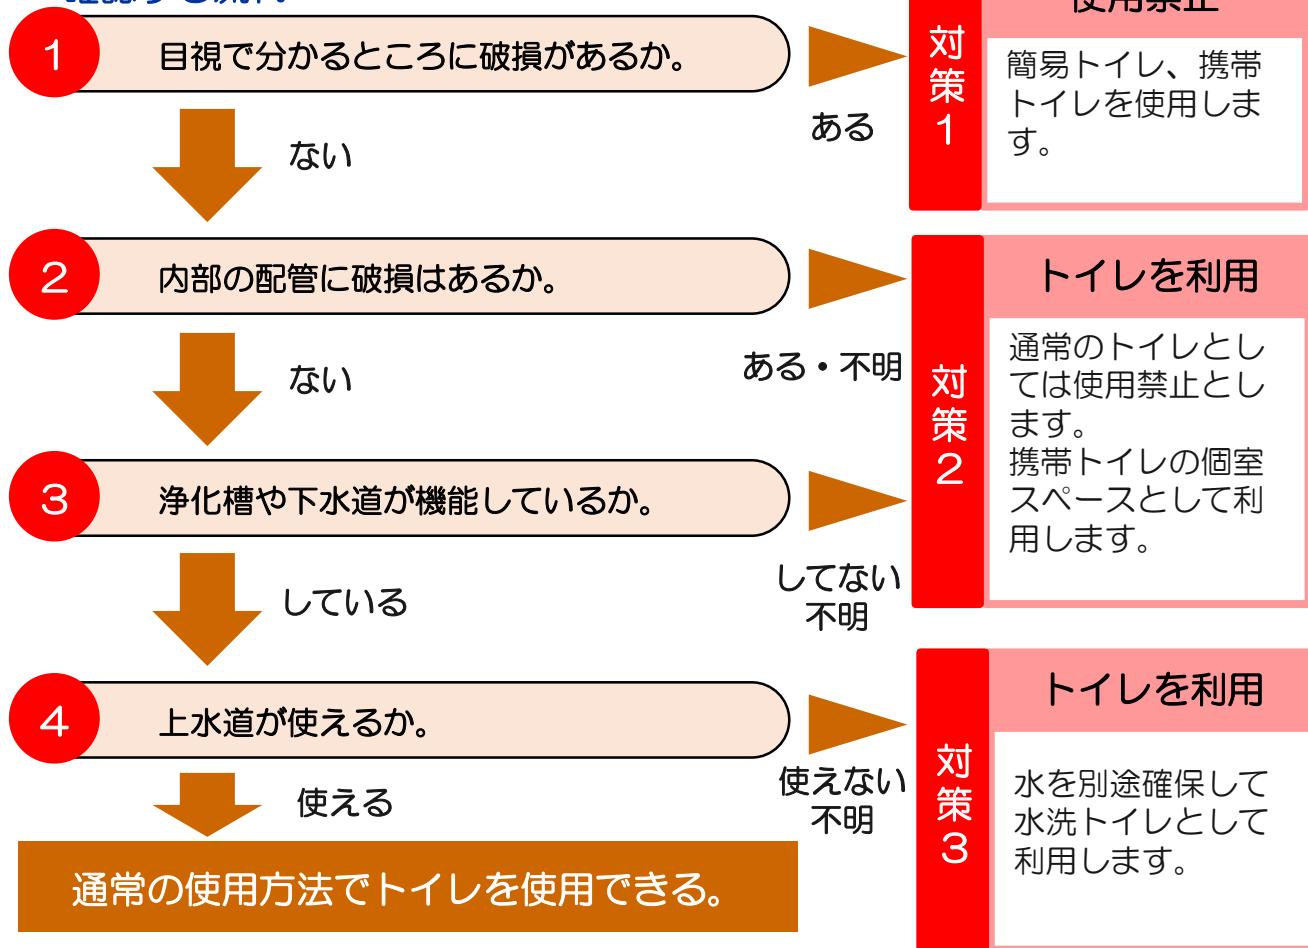 確認する流れ
使用禁止
1
目視で分かるところに破損があるか。
ある
ない
対策1
簡易トイレ、携帯
トイレを使用しま
す。
2
内部の配管に破損はあるか。
ある・不明
ない
対策2
トイレを利用
通常のトイレとし
ては使用禁止とし
ます。
携帯トイレの個室
スペースとして利
用します。
3
浄化槽や下水道が機能しているか。
してない
不明
している
4
上水道が使えるか。
使えない
不明
使える
対策3
トイレを利用
水を別途確保して
水洗トイレとして
利用します。
通常の使用方法でトイレを使用できる。